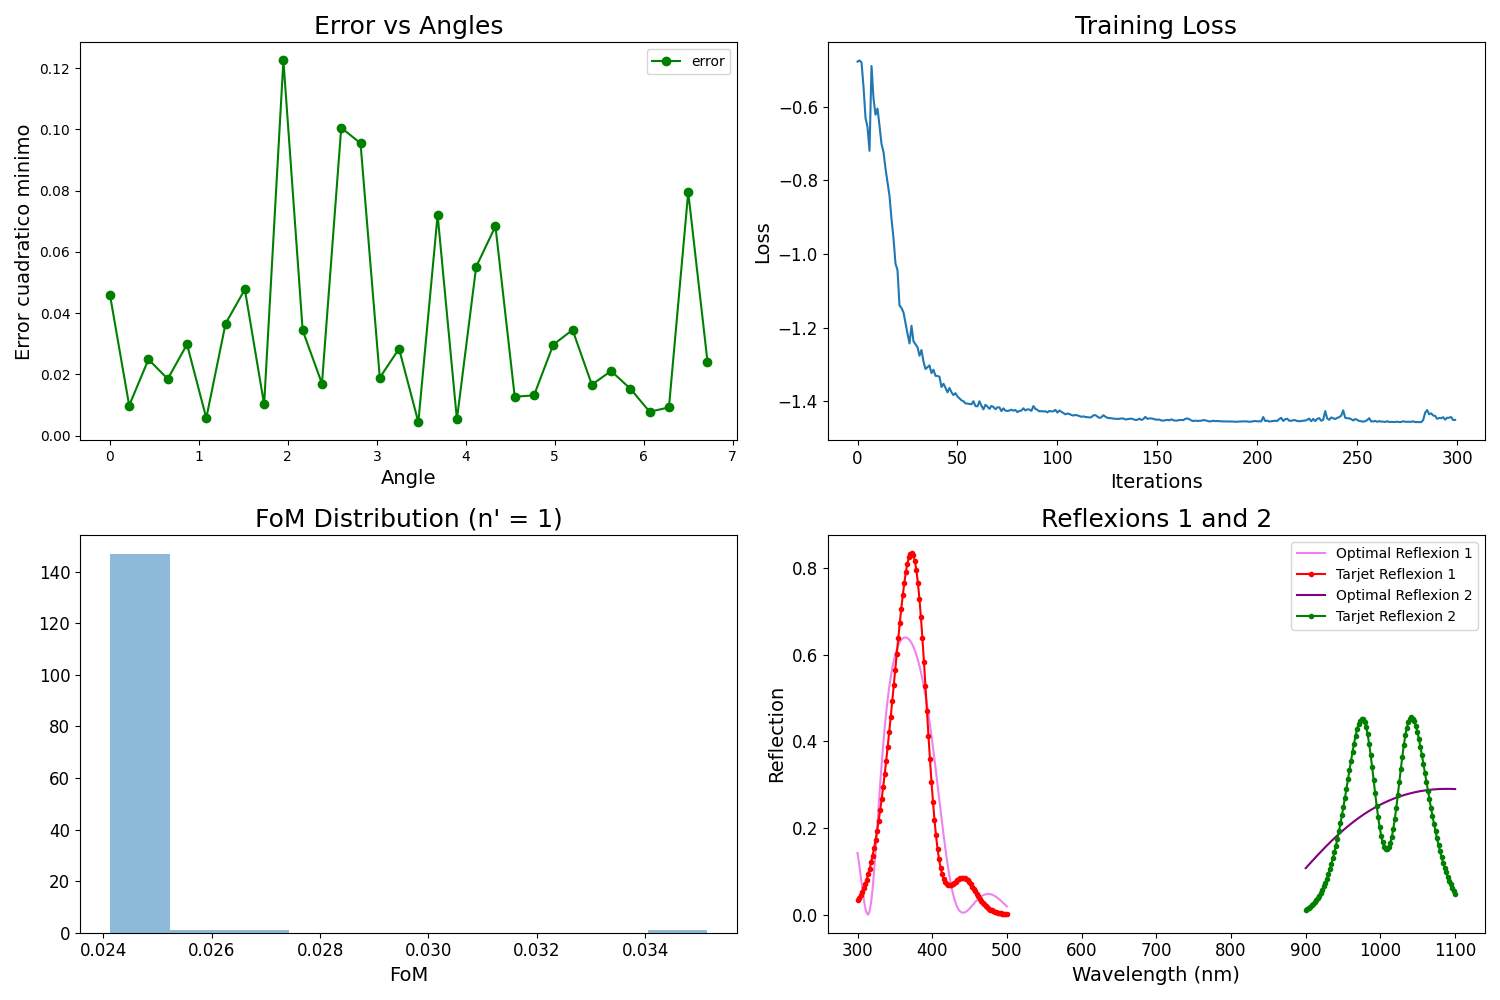 Error vs Angles
error
Error cuadratico minimo
0.12
0.10
0.08
0.06
0.04
0.02
0.00
0 1 2 3 4 5 6 7
Angle
Training Loss
Loss
−0.6
−0.8
−1.0
−1.2
−1.4
0 50 100 150 200 250 300
Iterations
FoM Distribution (n' = 1)
140
120
100
80
60
40
20
0
0.024 0.026 0.028 0.030 0.032 0.034
FoM
Reflexions 1 and 2
Optimal Reflexion 1
Tarjet Reflexion 1
Optimal Reflexion 2
Tarjet Reflexion 2
Reflection
0.8
0.6
0.4
0.2
0.0
300 400 500 600 700 800 900 1000 1100
Wavelength (nm)